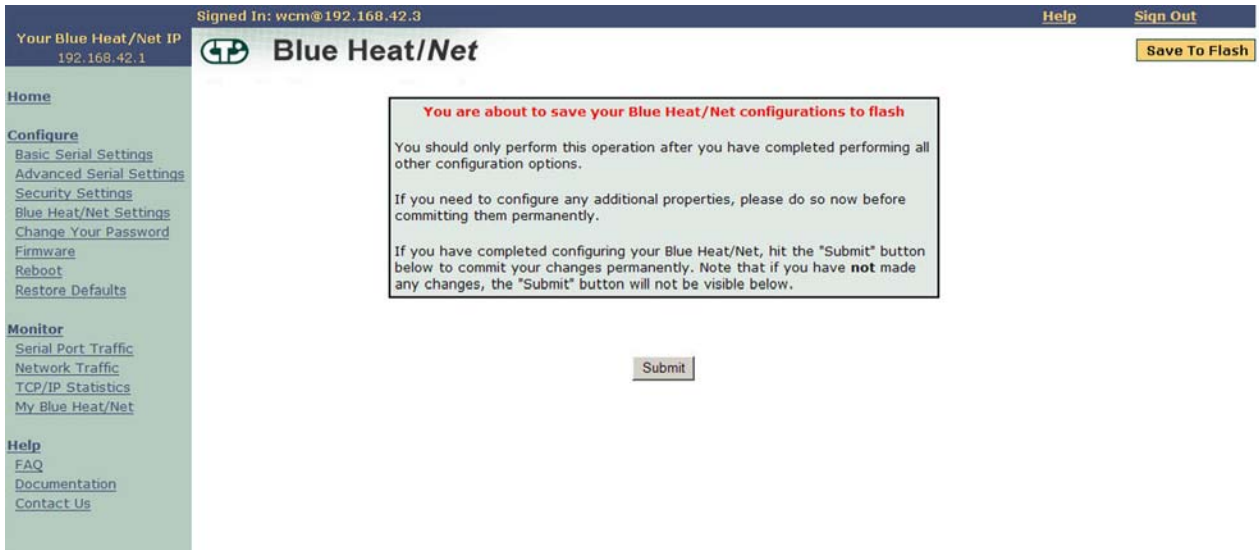 Signed In: wcm@192.168.42.3
Help
Sign Out
Your Blue Heat/Net IP
192.168.42.1
Blue Heat/Net
Save To Flash
Home
Configure
Basic Serial Settings
Advanced Serial Settings
Security Settings
Blue Heat/Net Settings
Change Your Password
Firmware
Reboot
Restore Defaults
Monitor
Serial Port Traffic
Network Traffic
TCP/IP Statistics
My Blue Heat/Net
Help
FAQ
Documentation
Contact Us
You are about to save your Blue Heat/Net configurations to flash
You should only perform this operation after you have completed performing all
other configuration options.
If you need to configure any additional properties, please do so now before
committing them permanently.
If you have completed configuring your Blue Heat/Net, hit the "Submit" button
below to commit your changes permanently. Note that if you have not made
any changes, the "Submit" button will not be visible below.
Submit